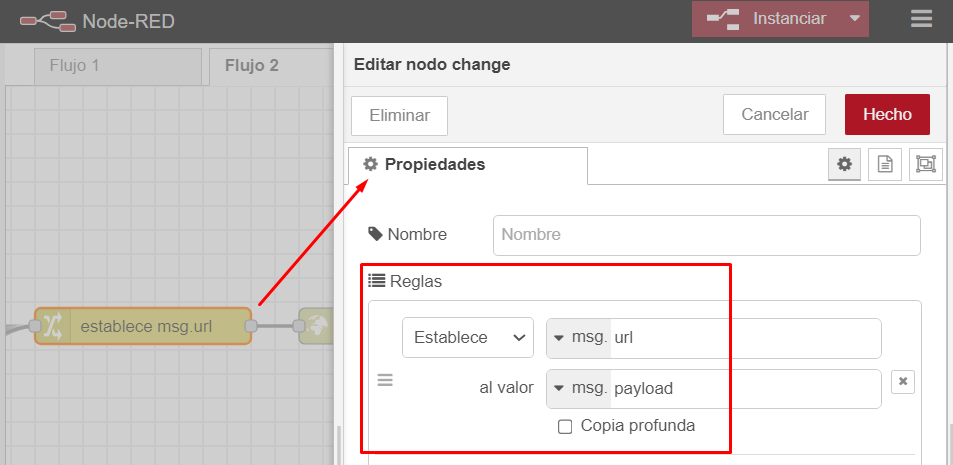 Node-RED
Instanciar
Flujo 1
Flujo 2
Editar nodo change
Eliminar
Cancelar
Hecho
Propiedades
Nombre
Nombre
Reglas
Establece
msg. url
establece msg.url
al valor
msg. payload
Copia profunda